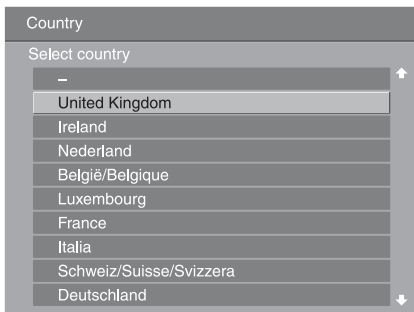 Country
Select country
–
United Kingdom
Ireland
Nederland
België/Belgique
Luxembourg
France
Italia
Schweiz/Suisse/Svizzera
Deutschland